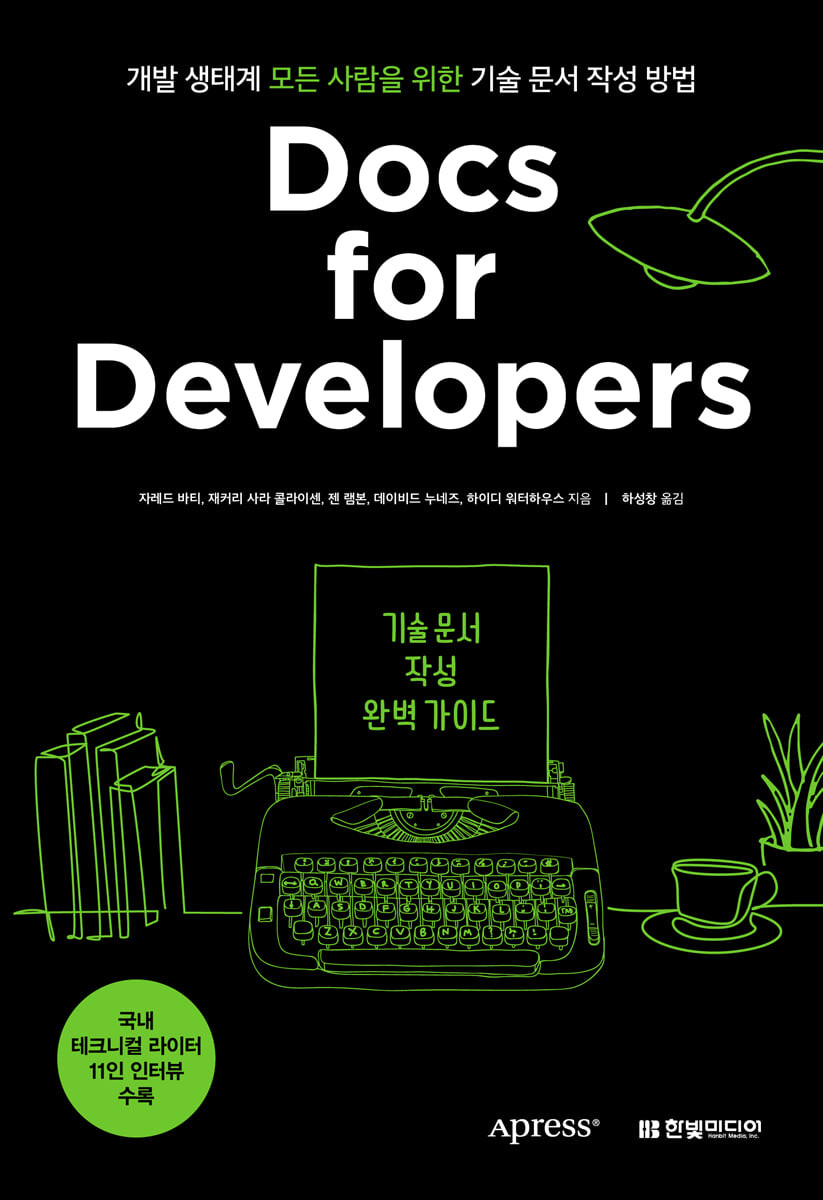 개발 생태계 모든 사람을 위한 기술 문서 작성 방법
Docs
for
Developers
자레드 바티, 재커리 사라 콜라이센, 젠 램본, 데이비드 누네즈, 하이디 워터하우스 지음 | 하성창 옮김
기술 문서
작성
완벽 가이드
Q W E R T Y U I O P
A S D F G H J K L
Z X C V B N M
국내
테크니컬 라이터
11인 인터뷰
수록
Apress®
한빛미디어
Hanbit Media, Inc.